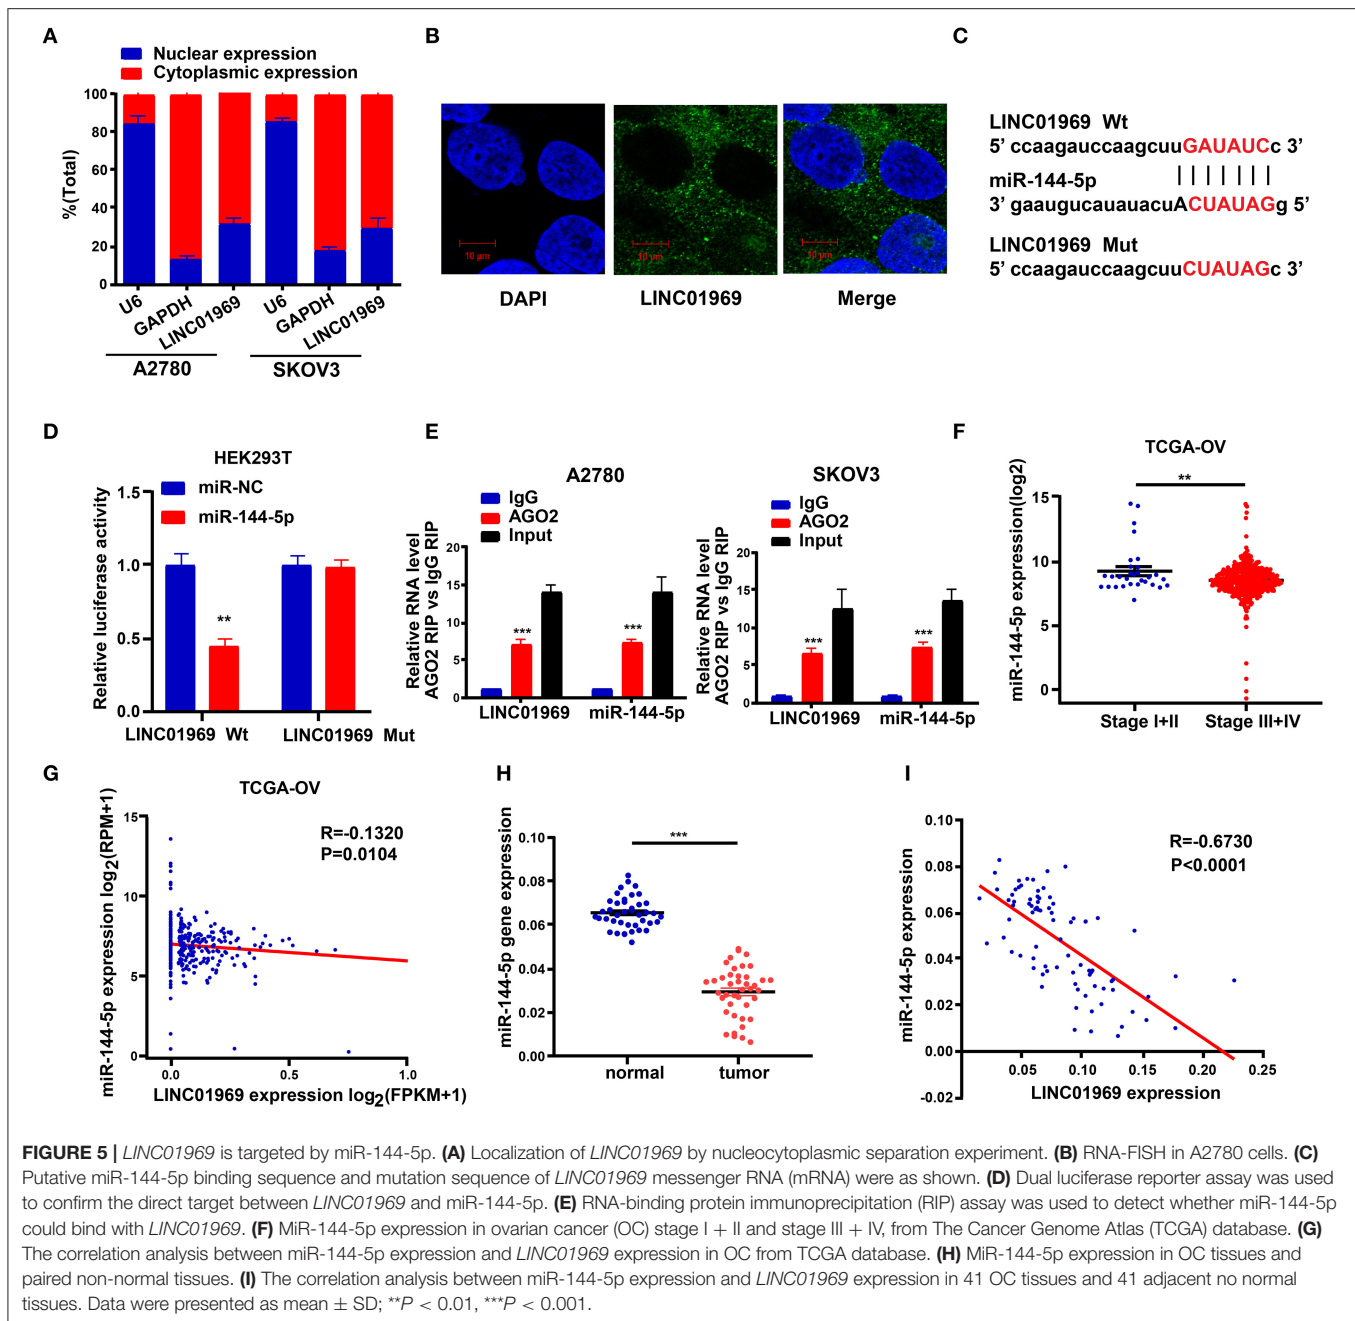 A
Nuclear expression
Cytoplasmic expression
%(Total)
100
80
60
40
20
0
U6
GAPDH
LINC01969
U6
GAPDH
LINC01969
A2780
SKOV3
B
10 μm
10 μm
10 μm
DAPI
LINC01969
Merge
C
LINC01969 Wt
5' ccaagauccaagcuuGAUAUCc 3'
miR-144-5p
3' gaaugucauauacuACUAUAGg 5'
LINC01969 Mut
5' ccaagauccaagcuuCUAUAGc 3'
D
HEK293T
miR-NC
miR-144-5p
Relative luciferase activity
1.5
1.0
0.5
0.0
**
LINC01969 Wt
LINC01969 Mut
E
A2780
IgG
AGO2
Input
Relative RNA level
AGO2 RIP vs IgG RIP
20
15
10
5
0
***
***
LINC01969
miR-144-5p
SKOV3
IgG
AGO2
Input
Relative RNA level
AGO2 RIP vs IgG RIP
20
15
10
5
0
***
***
LINC01969
miR-144-5p
F
TCGA-OV
**
miR-144-5p expression(log2)
15
10
5
0
Stage I+II
Stage III+IV
G
TCGA-OV
R=-0.1320
P=0.0104
miR-144-5p expression log2(RPM+1)
15
10
5
0
0.0
0.5
1.0
LINC01969 expression log2(FPKM+1)
H
***
miR-144-5p gene expression
0.10
0.08
0.06
0.04
0.02
0.00
normal
tumor
I
R=-0.6730
P<0.0001
miR-144-5p expression
0.10
0.08
0.06
0.04
0.02
0.00
-0.02
0.05
0.10
0.15
0.20
0.25
LINC01969 expression
FIGURE 5 | LINC01969 is targeted by miR-144-5p. (A) Localization of LINC01969 by nucleocytoplasmic separation experiment. (B) RNA-FISH in A2780 cells. (C)
Putative miR-144-5p binding sequence and mutation sequence of LINC01969 messenger RNA (mRNA) were as shown. (D) Dual luciferase reporter assay was used
to confirm the direct target between LINC01969 and miR-144-5p. (E) RNA-binding protein immunoprecipitation (RIP) assay was used to detect whether miR-144-5p
could bind with LINC01969. (F) MiR-144-5p expression in ovarian cancer (OC) stage I + II and stage III + IV, from The Cancer Genome Atlas (TCGA) database. (G)
The correlation analysis between miR-144-5p expression and LINC01969 expression in OC from TCGA database. (H) MiR-144-5p expression in OC tissues and
paired non-normal tissues. (I) The correlation analysis between miR-144-5p expression and LINC01969 expression in 41 OC tissues and 41 adjacent no normal
tissues. Data were presented as mean ± SD; **P < 0.01, ***P < 0.001.